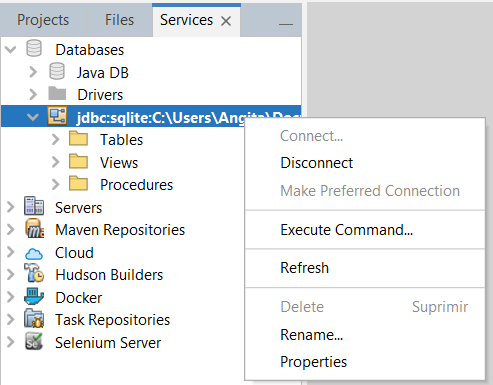 Projects Files Services
Databases
Java DB
Drivers
jdbc:sqlite:C:\Users\Angita\Doc
Tables
Views
Procedures
Servers
Maven Repositories
Cloud
Hudson Builders
Docker
Task Repositories
Selenium Server
Connect...
Disconnect
Make Preferred Connection
Execute Command...
Refresh
Delete Suprimir
Rename...
Properties